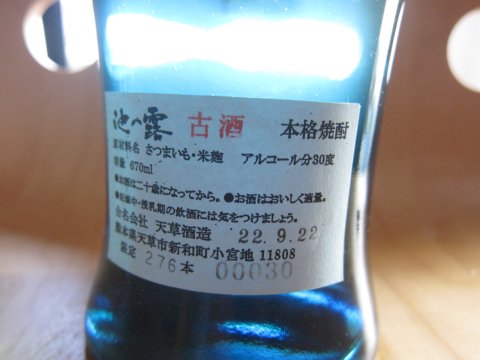 池の露 古酒 本格焼酎
原材料名 さつまいも・米麹 アルコール分30度
容量 670ml
●お酒は二十歳になってから。●お酒はおいしく適量。
●妊娠中・授乳期の飲酒には気をつけましょう。
合名会社 天草酒造 22.9.22
熊本県天草市新和町小宮地11808
限定 276本 00030